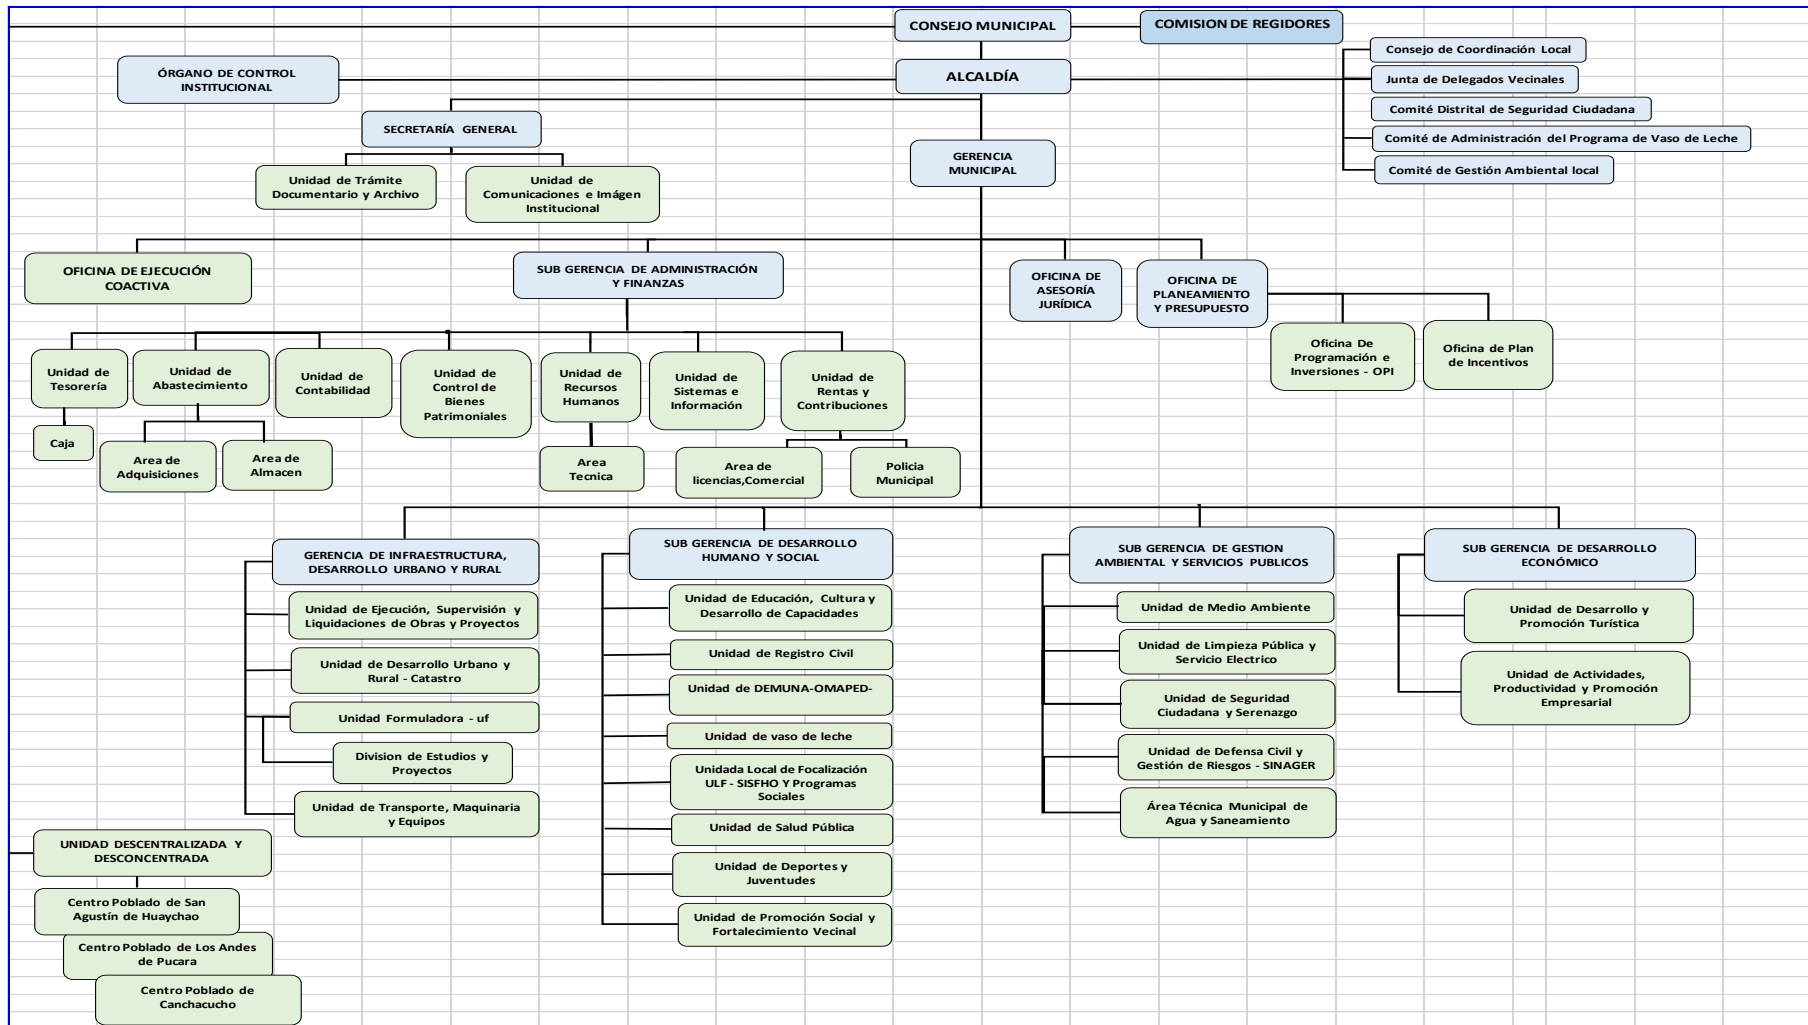 CONSEJO MUNICIPAL
COMISION DE REGIDORES
Consejo de Coordinación Local
ÓRGANO DE CONTROL
INSTITUCIONAL
ALCALDÍA
Junta de Delegados Vecinales
Comité Distrital de Seguridad Ciudadana
SECRETARÍA GENERAL
Comité de Administración del Programa de Vaso de Leche
GERENCIA
MUNICIPAL
Comité de Gestión Ambiental local
Unidad de Trámite
Documentario y Archivo
Unidad de
Comunicaciones e Imágen
Institucional
OFICINA DE EJECUCIÓN
COACTIVA
SUB GERENCIA DE ADMINISTRACIÓN
Y FINANZAS
OFICINA DE
ASESORÍA
JURÍDICA
OFICINA DE
PLANEAMIENTO
Y PRESUPUESTO
Oficina De
Programación e
Inversiones - OPI
Oficina de Plan
de Incentivos
Unidad de
Tesorería
Unidad de
Abastecimiento
Unidad de
Contabilidad
Unidad de
Control de
Bienes
Patrimoniales
Unidad de
Recursos
Humanos
Unidad de
Sistemas e
Información
Unidad de
Rentas y
Contribuciones
Caja
Area de
Adquisiciones
Area de
Almacen
Area
Tecnica
Area de
licencias,Comercial
Policia
Municipal
GERENCIA DE INFRAESTRUCTURA,
DESARROLLO URBANO Y RURAL
Unidad de Ejecución, Supervisión y
Liquidaciones de Obras y Proyectos
Unidad de Desarrollo Urbano y
Rural - Catastro
Unidad Formuladora - uf
Division de Estudios y
Proyectos
Unidad de Transporte, Maquinaria
y Equipos
SUB GERENCIA DE DESARROLLO
HUMANO Y SOCIAL
Unidad de Educación, Cultura y
Desarrollo de Capacidades
Unidad de Registro Civil
Unidad de DEMUNA-OMAPED-
Unidad de vaso de leche
Unidada Local de Focalización
ULF - SISFHO Y Programas
Sociales
Unidad de Salud Pública
Unidad de Deportes y
Juventudes
Unidad de Promoción Social y
Fortalecimiento Vecinal
SUB GERENCIA DE GESTION
AMBIENTAL Y SERVICIOS PUBLICOS
Unidad de Medio Ambiente
Unidad de Limpieza Pública y
Servicio Electrico
Unidad de Seguridad
Ciudadana y Serenazgo
Unidad de Defensa Civil y
Gestión de Riesgos - SINAGER
Área Técnica Municipal de
Agua y Saneamiento
SUB GERENCIA DE DESARROLLO
ECONÓMICO
Unidad de Desarrollo y
Promoción Turística
Unidad de Actividades,
Productividad y Promoción
Empresarial
UNIDAD DESCENTRALIZADA Y
DESCONCENTRADA
Centro Poblado de San
Agustín de Huaychao
Centro Poblado de Los Andes
de Pucara
Centro Poblado de
Canchacucho